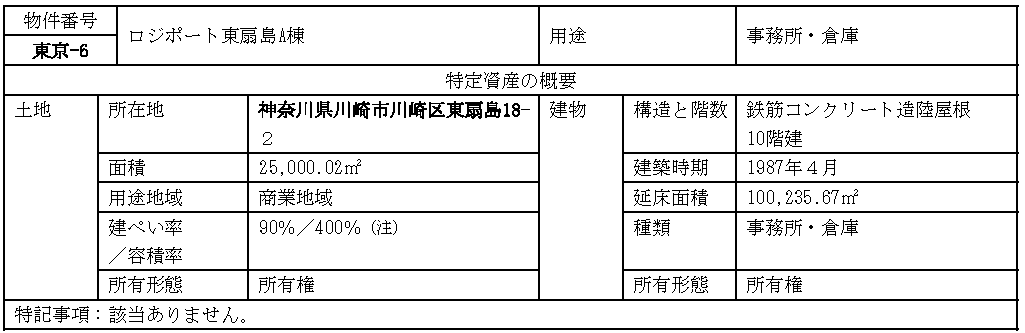 物件番号
東京-6
ロジポート東扇島A棟
用途
事務所・倉庫
特定資産の概要
土地
所在地
神奈川県川崎市川崎区東扇島18-
2
建物
構造と階数
鉄筋コンクリート造陸屋根
10階建
面積
25,000.02㎡
建築時期
1987年4月
用途地域
商業地域
延床面積
100,235.67㎡
建ぺい率
／容積率
90%／400% (注)
種類
事務所・倉庫
所有形態
所有権
所有形態
所有権
特記事項：該当ありません。